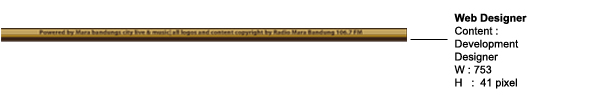 Powered by Mara bandungs city live & music, all logos and content copyright by Radio Mara Bandung 106.7 FM
Web Designer
Content :
Development
Designer
W : 753
H : 41 pixel